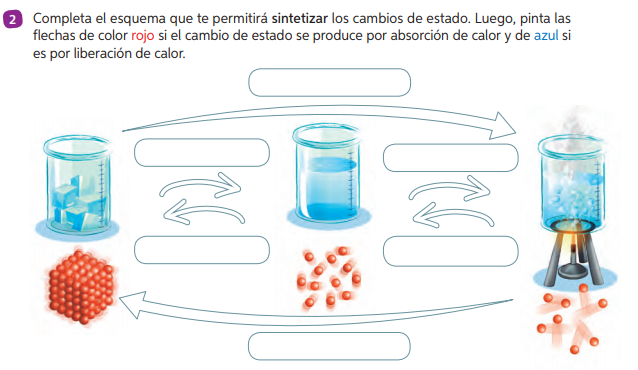 2 Completa el esquema que te permitirá sintetizar los cambios de estado. Luego, pinta las
flechas de color rojo si el cambio de estado se produce por absorción de calor y de azul si
es por liberación de calor.